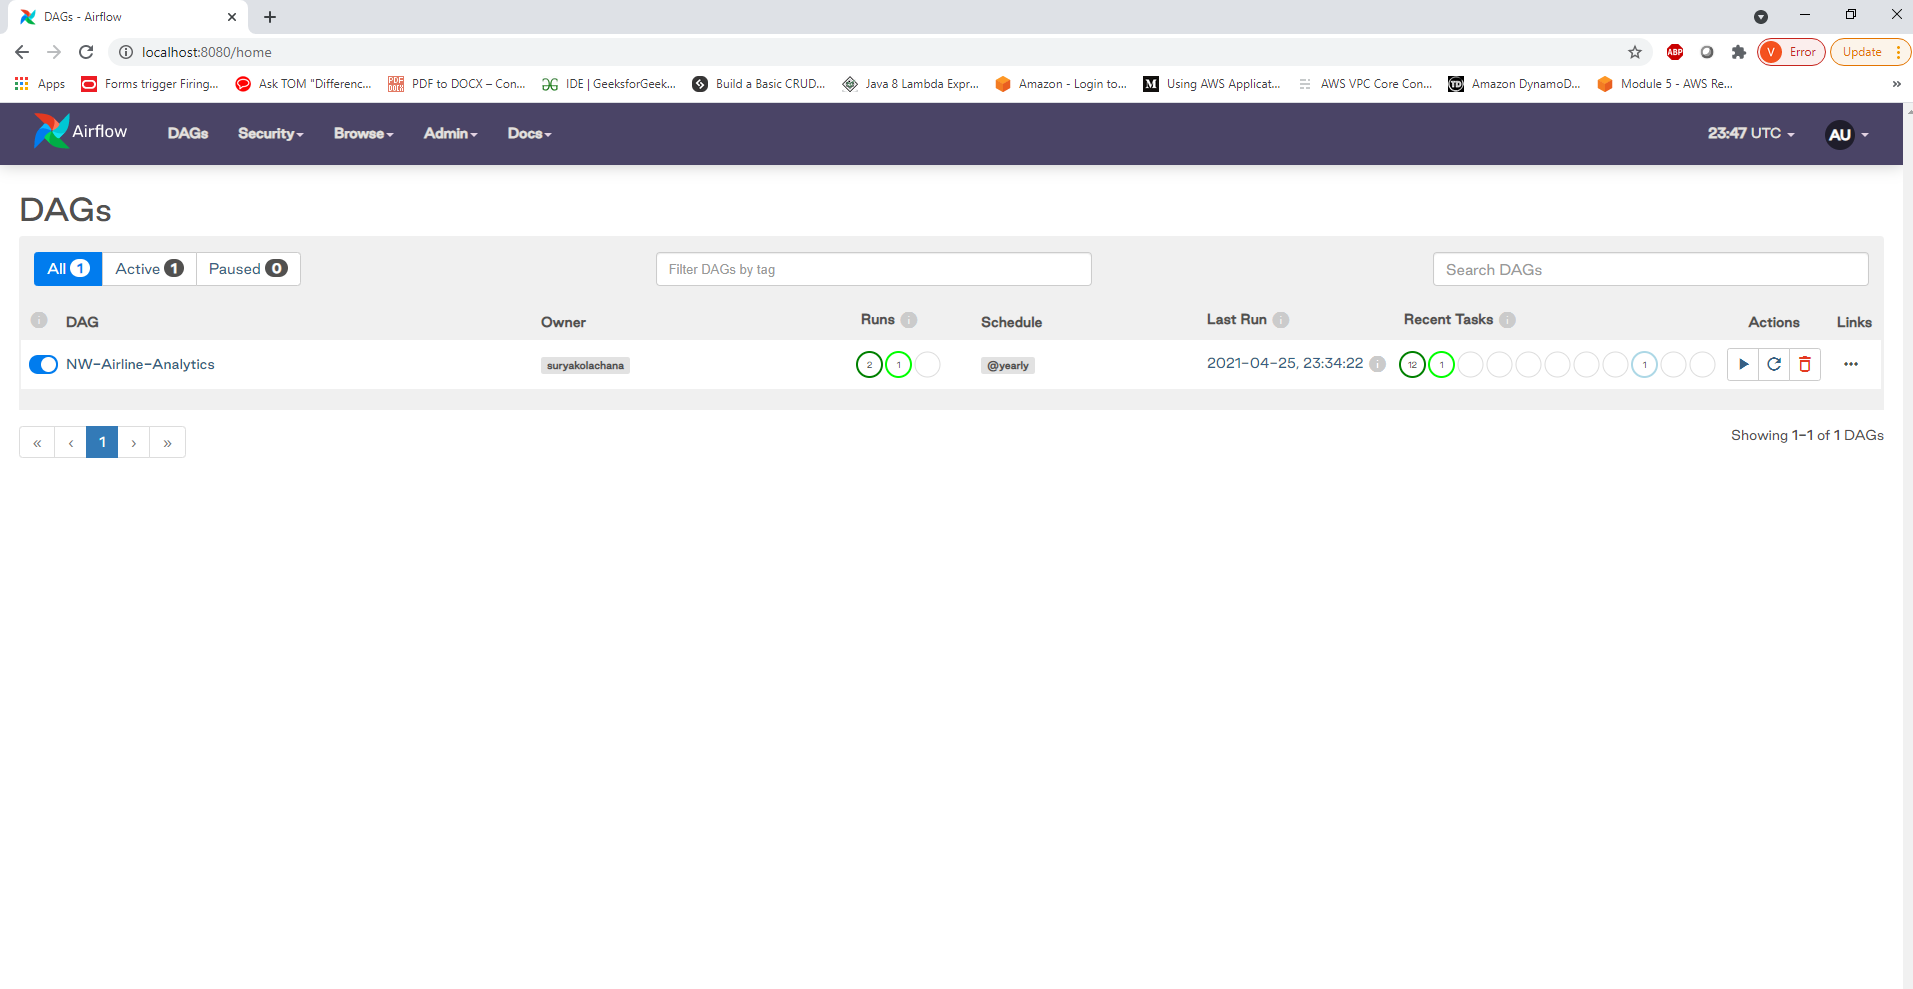 DAGs - Airflow
localhost:8080/home
ABP
V Error
Update
Apps
Forms trigger Firing...
Ask TOM "Differenc...
PDF to DOCX – Con...
IDE | GeeksforGeek...
Build a Basic CRUD...
Java 8 Lambda Expr...
Amazon - Login to...
M Using AWS Applicat...
AWS VPC Core Con...
TD Amazon DynamoD...
Module 5 - AWS Re...
»
Airflow DAGs Security Browse Admin Docs 23:47 UTC AU
DAGs
All 1 Active 1 Paused 0 Filter DAGs by tag Search DAGs
i DAG Owner Runs i Schedule Last Run i Recent Tasks i Actions Links
NW-Airline-Analytics suryakolachana 2 1 @yearly 2021-04-25, 23:34:22 i 12 1 1 ...
« ‹ 1 › » Showing 1-1 of 1 DAGs